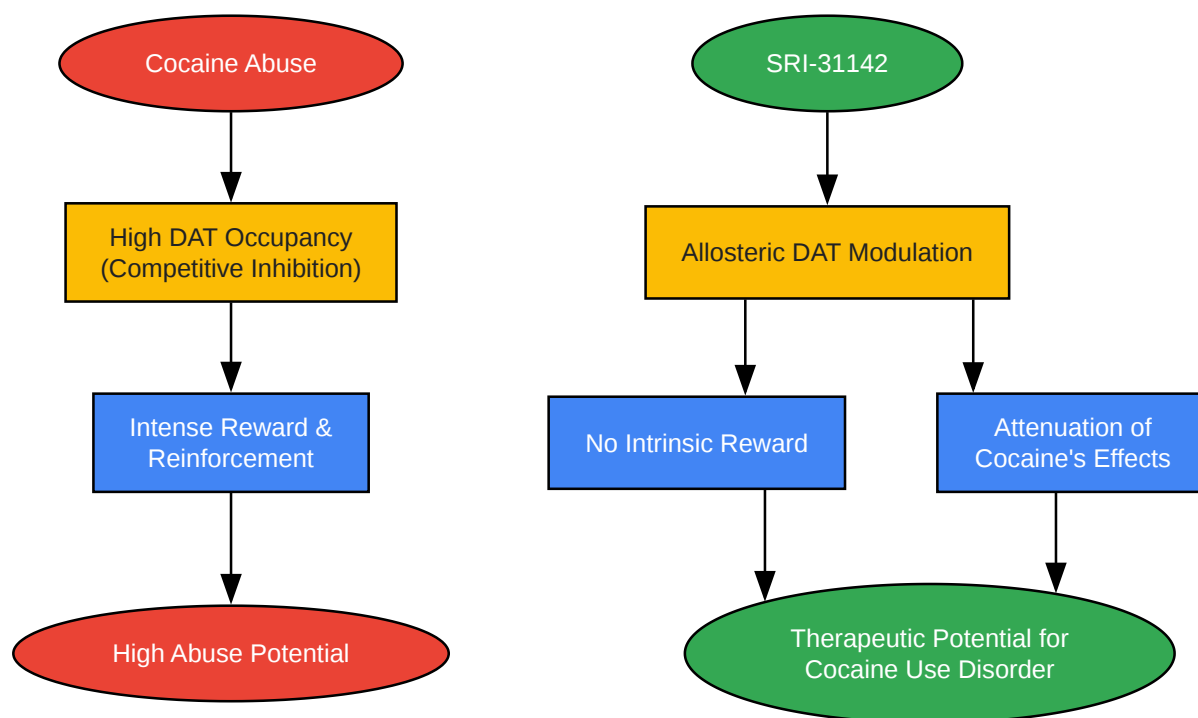 Cocaine Abuse
SRI-31142
High DAT Occupancy
(Competitive Inhibition)
Allosteric DAT Modulation
Intense Reward &
Reinforcement
No Intrinsic Reward
Attenuation of
Cocaine's Effects
High Abuse Potential
Therapeutic Potential for
Cocaine Use Disorder